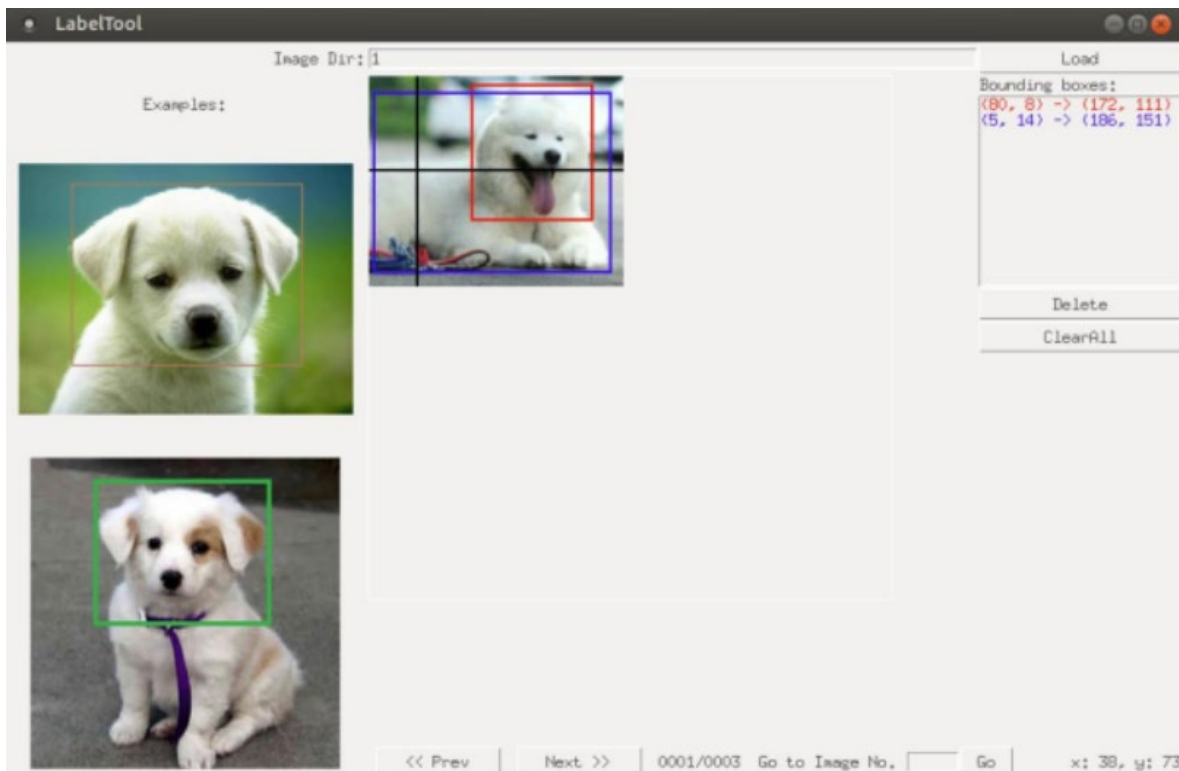 LabelTool
Image Dir: 1
Load
Examples:
Bounding boxes:
(80, 8) -> (172, 111)
(5, 14) -> (186, 151)
Delete
ClearAll
<< Prev
Next >>
0001/0003
Go to Image No.
Go
x: 38, y: 73